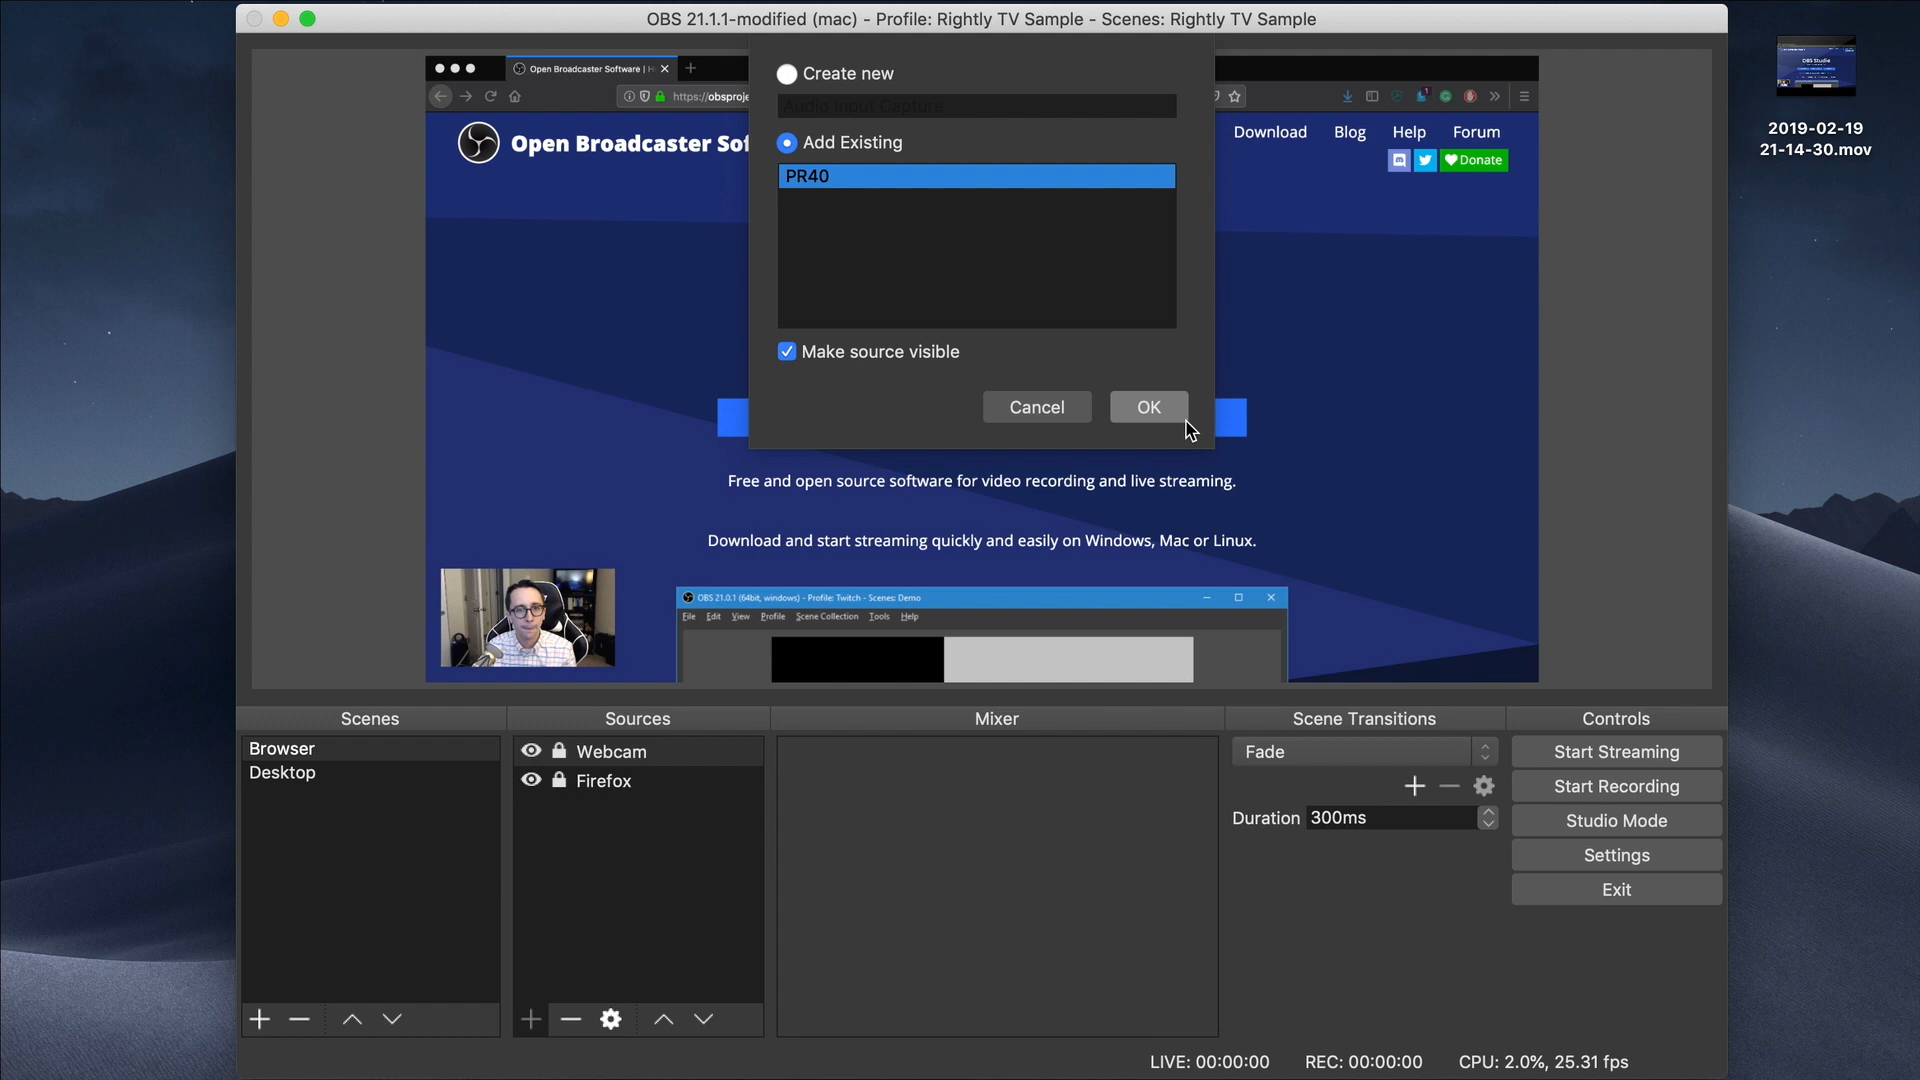 OBS 21.1.1-modified (mac) - Profile: Rightly TV Sample - Scenes: Rightly TV Sample
2019-02-19
21-14-30.mov
Open Broadcaster Software | H
https://obsproje
Open Broadcaster Sof
Download
Blog
Help
Forum
Donate
Create new
Audio Input Capture
Add Existing
PR40
Make source visible
Cancel
OK
Free and open source software for video recording and live streaming.
Download and start streaming quickly and easily on Windows, Mac or Linux.
OBS 21.0.1 (64bit, windows) - Profile: Twitch - Scenes: Demo
File Edit View Profile Scene Collection Tools Help
Scenes
Browser
Desktop
Sources
Webcam
Firefox
Mixer
Scene Transitions
Fade
Duration 300ms
Controls
Start Streaming
Start Recording
Studio Mode
Settings
Exit
LIVE: 00:00:00 REC: 00:00:00 CPU: 2.0%, 25.31 fps